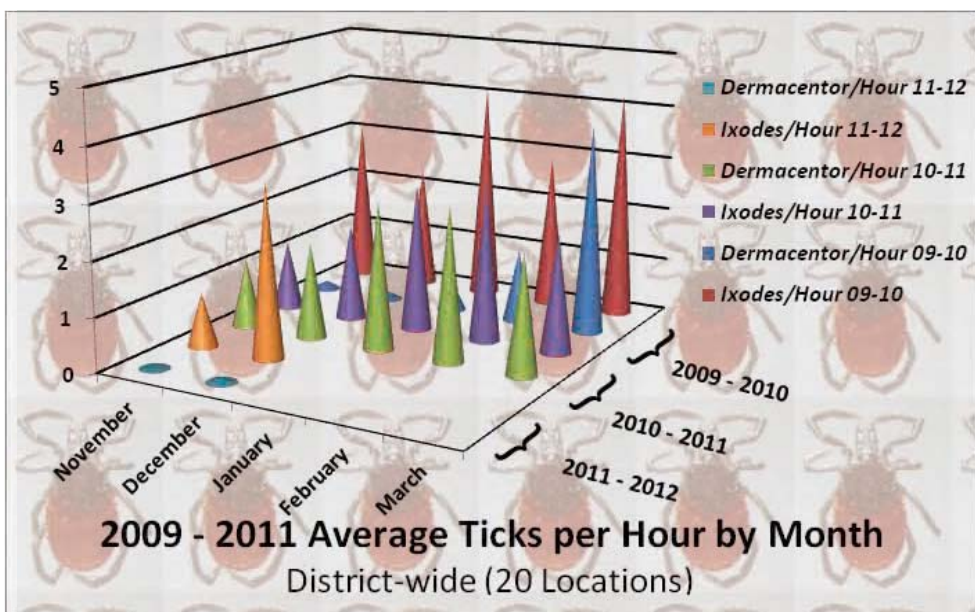 5
4
3
2
1
0
November
December
January
February
March
2011 - 2012
2010 - 2011
2009 - 2010
Dermacentor/Hour 11-12
Ixodes/Hour 11-12
Dermacentor/Hour 10-11
Ixodes/Hour 10-11
Dermacentor/Hour 09-10
Ixodes/Hour 09-10
2009 - 2011 Average Ticks per Hour by Month
District-wide (20 Locations)